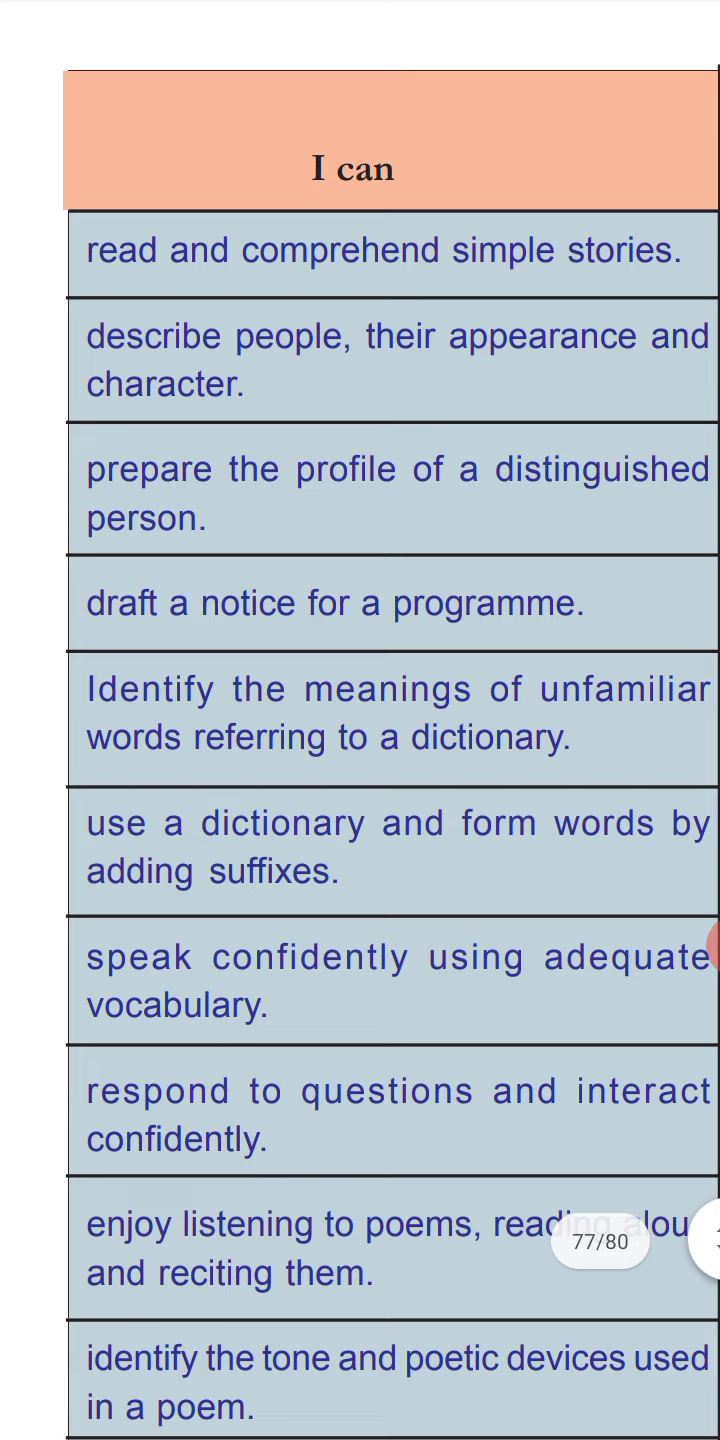 I can
read and comprehend simple stories.
describe people, their appearance and
character.
prepare the profile of a distinguished
person.
draft a notice for a programme.
Identify the meanings of unfamiliar
words referring to a dictionary.
use a dictionary and form words by
adding suffixes.
speak confidently using adequate
vocabulary.
respond to questions and interact
confidently.
enjoy listening to poems, reading alou
77/80
and reciting them.
identify the tone and poetic devices used
in a poem.